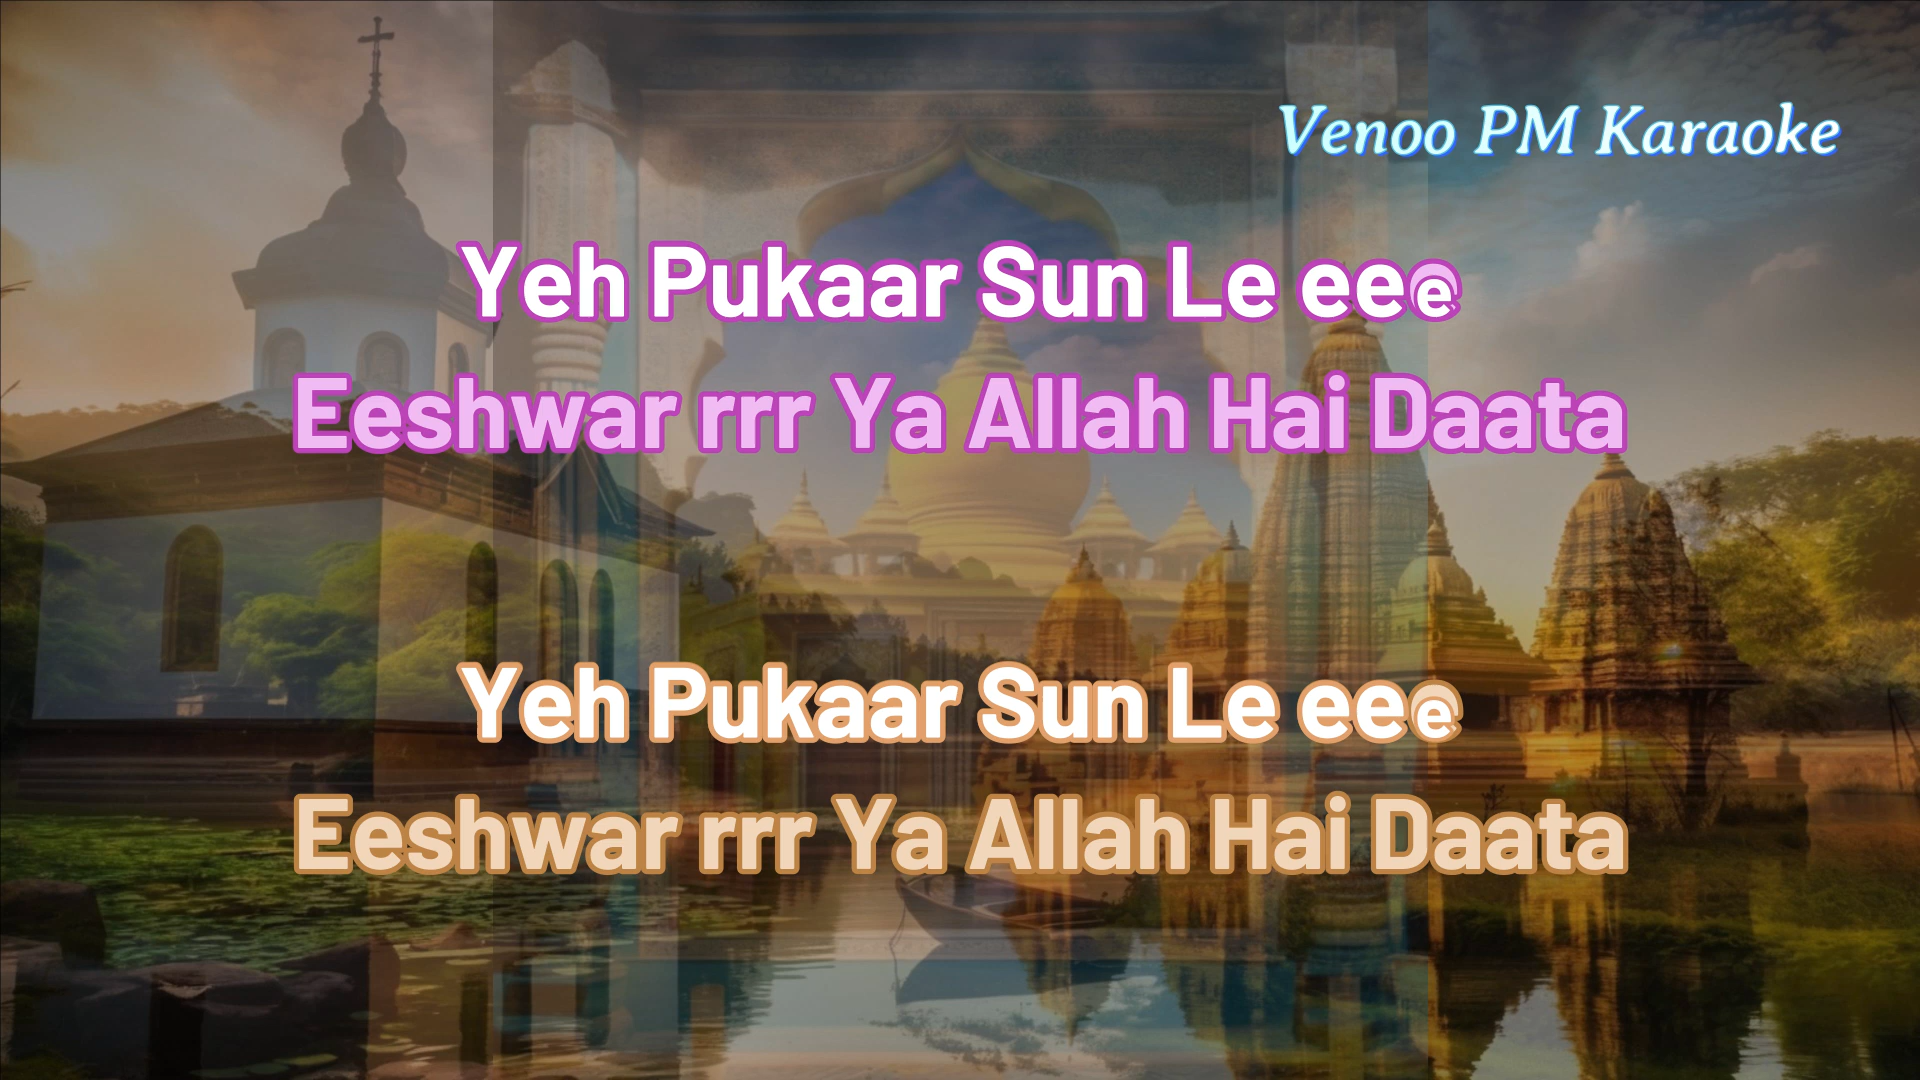 Venoo PM Karaoke
Yeh Pukaar Sun Le eee
Eeshwar rrr Ya Allah Hai Daata
Yeh Pukaar Sun Le eee
Eeshwar rrr Ya Allah Hai Daata